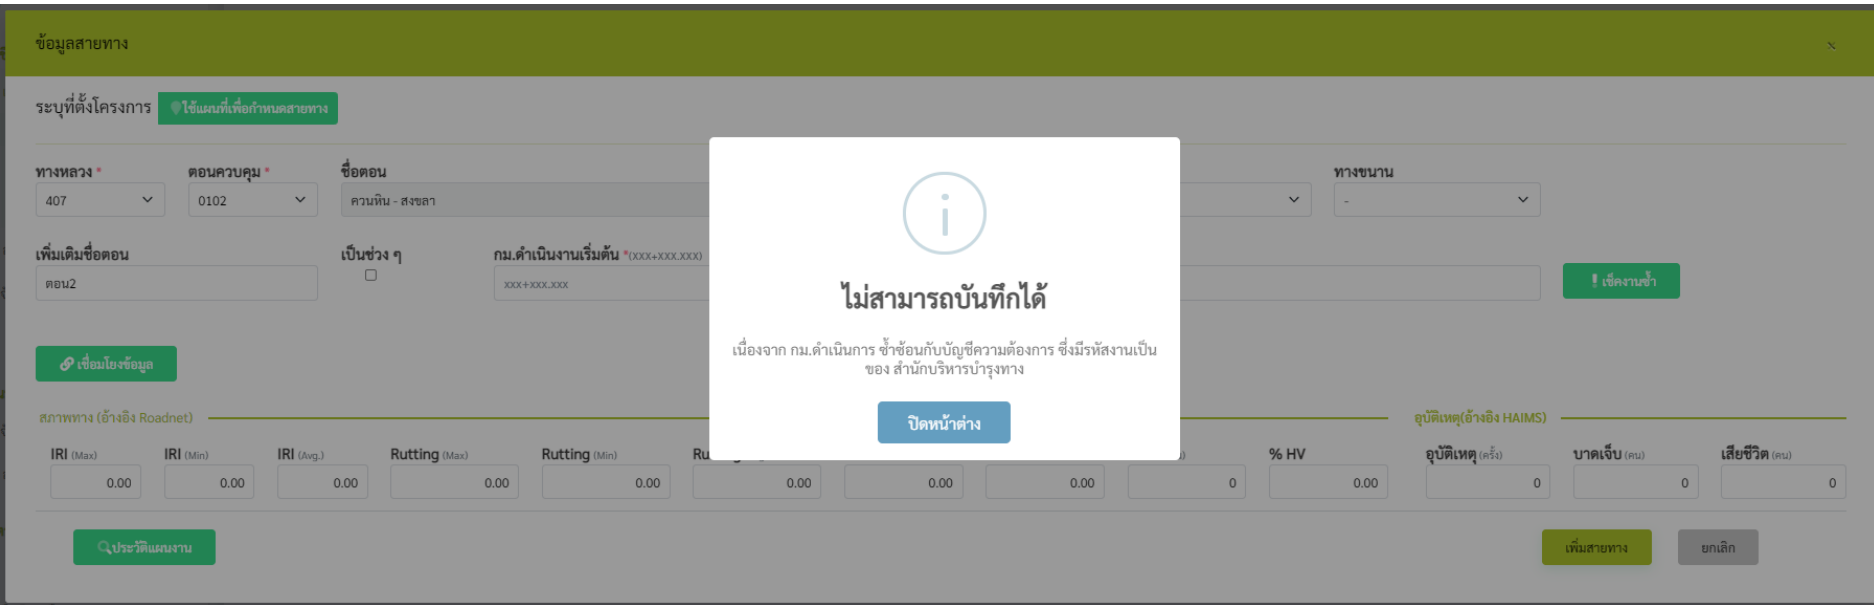 ข้อมูลสายทาง
×
ระบุที่ตั้งโครงการ ใช้แผนที่เพื่อกำหนดสายทาง
ทางหลวง * ตอนควบคุม * ชื่อตอน ทางขนาน
407 0102 ควนหิน - สงขลา -
เพิ่มเติมชื่อตอน เป็นช่วง ๆ กม.ดำเนินงานเริ่มต้น *(xxx+xxx.xxx)
ตอน2 xxx+xxx.xxx ! เช็คงานซ้ำ
i
ไม่สามารถบันทึกได้
เนื่องจาก กม.ดำเนินการ ซ้ำซ้อนกับบัญชีความต้องการ ซึ่งมีรหัสงานเป็น
ของ สำนักบริหารบำรุงทาง
ปิดหน้าต่าง
เชื่อมโยงข้อมูล
สภาพทาง (อ้างอิง Roadnet) อุบัติเหตุ(อ้างอิง HAIMS)
IRI (Max) IRI (Min) IRI (Avg.) Rutting (Max) Rutting (Min) % HV อุบัติเหตุ (ครั้ง) บาดเจ็บ (คน) เสียชีวิต (คน)
0.00 0.00 0.00 0.00 0.00 0.00 0.00 0.00 0 0.00 0 0 0
ประวัติแผนงาน เพิ่มสายทาง ยกเลิก